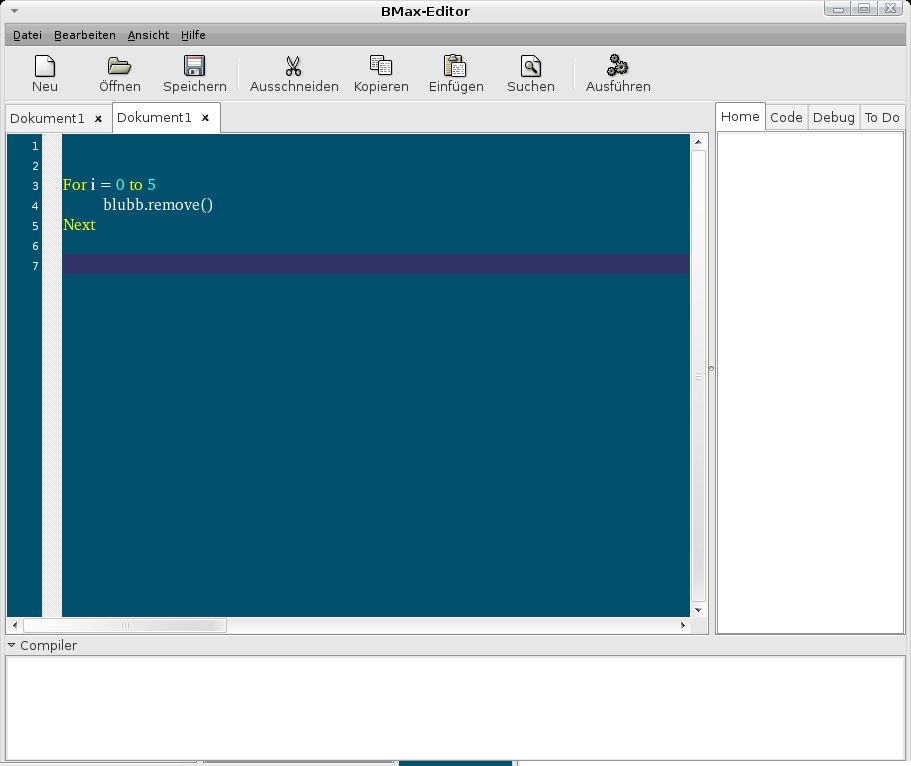 BMax-Editor
Datei Bearbeiten Ansicht Hilfe
Neu Öffnen Speichern Ausschneiden Kopieren Einfügen Suchen Ausführen
Dokument1 x Dokument1 x Home Code Debug To Do
1
2
3 For i = 0 to 5
4 blubb.remove()
5 Next
6
7
Compiler